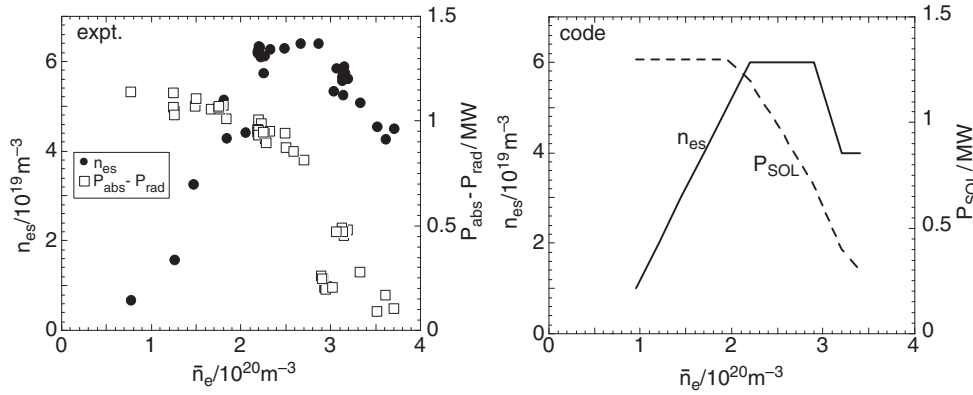 expt.
n_es/10^19 m^-3
6
4
2
0
● n_es
□ P_abs - P_rad
1.5
1
0.5
0
P_abs - P_rad / MW
0 1 2 3 4
n̄_e/10^20 m^-3
code
n_es/10^19 m^-3
6
4
2
0
n_es
P_SOL
1.5
1
0.5
0
P_SOL / MW
0 1 2 3 4
n̄_e/10^20 m^-3